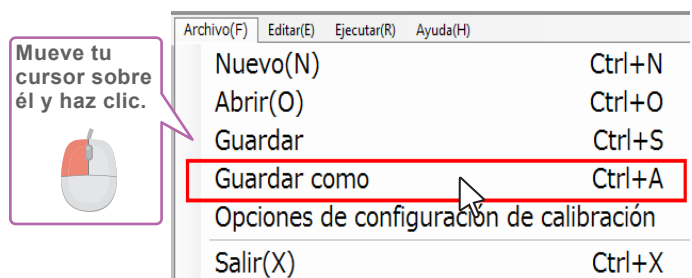 Archivo(F) Editar(E) Ejecutar(R) Ayuda(H)
Mueve tu
cursor sobre
él y haz clic.
Nuevo(N) Ctrl+N
Abrir(O) Ctrl+O
Guardar Ctrl+S
Guardar como Ctrl+A
Opciones de configuración de calibración
Salir(X) Ctrl+X